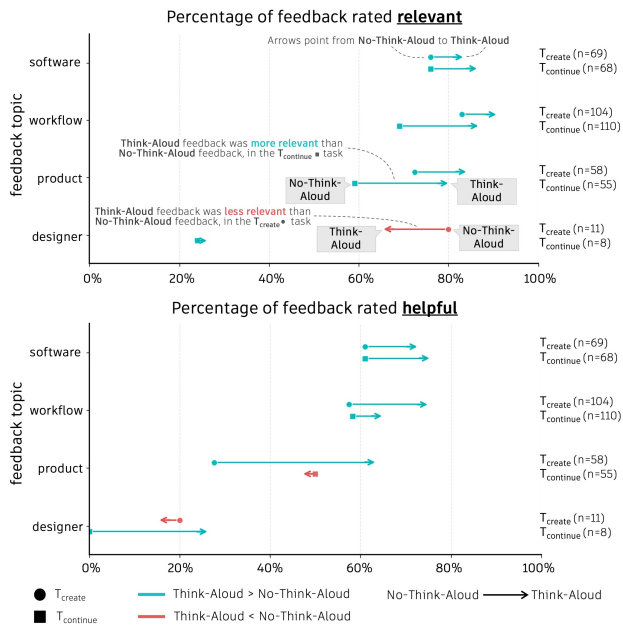 Percentage of feedback rated relevant
Arrows point from No-Think-Aloud to Think-Aloud
software
Tcreate (n=69)
Tcontinue (n=68)
workflow
Tcreate (n=104)
Tcontinue (n=110)
Think-Aloud feedback was more relevant than
No-Think-Aloud feedback, in the Tcontinue ■ task
product
No-Think-
Aloud
Think-
Aloud
Tcreate (n=58)
Tcontinue (n=55)
Think-Aloud feedback was less relevant than
No-Think-Aloud feedback, in the Tcreate ● task
designer
Think-
Aloud
No-Think-
Aloud
Tcreate (n=11)
Tcontinue (n=8)
feedback topic
0% 20% 40% 60% 80% 100%
Percentage of feedback rated helpful
software
Tcreate (n=69)
Tcontinue (n=68)
workflow
Tcreate (n=104)
Tcontinue (n=110)
product
Tcreate (n=58)
Tcontinue (n=55)
designer
Tcreate (n=11)
Tcontinue (n=8)
feedback topic
0% 20% 40% 60% 80% 100%
Tcreate Think-Aloud > No-Think-Aloud No-Think-Aloud Think-Aloud
Tcontinue Think-Aloud < No-Think-Aloud